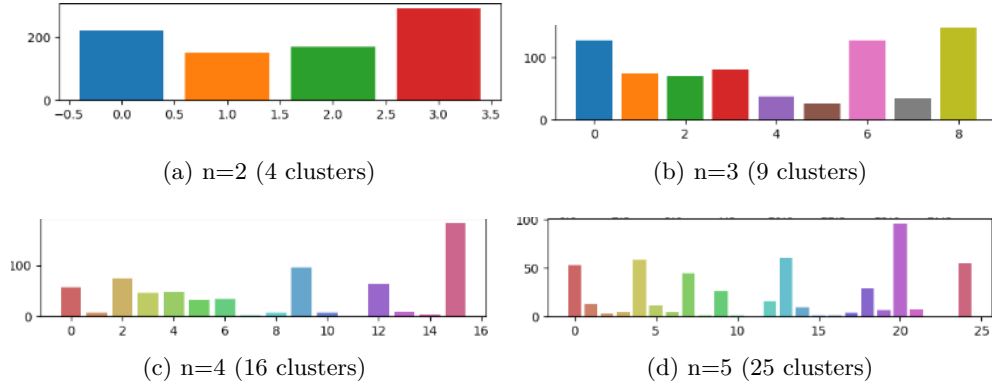 200
0
−0.5 0.0 0.5 1.0 1.5 2.0 2.5 3.0 3.5
(a) n=2 (4 clusters)
100
0
0 2 4 6 8
(b) n=3 (9 clusters)
100
0
0 2 4 6 8 10 12 14 16
(c) n=4 (16 clusters)
100
50
0
0 5 10 15 20 25
(d) n=5 (25 clusters)